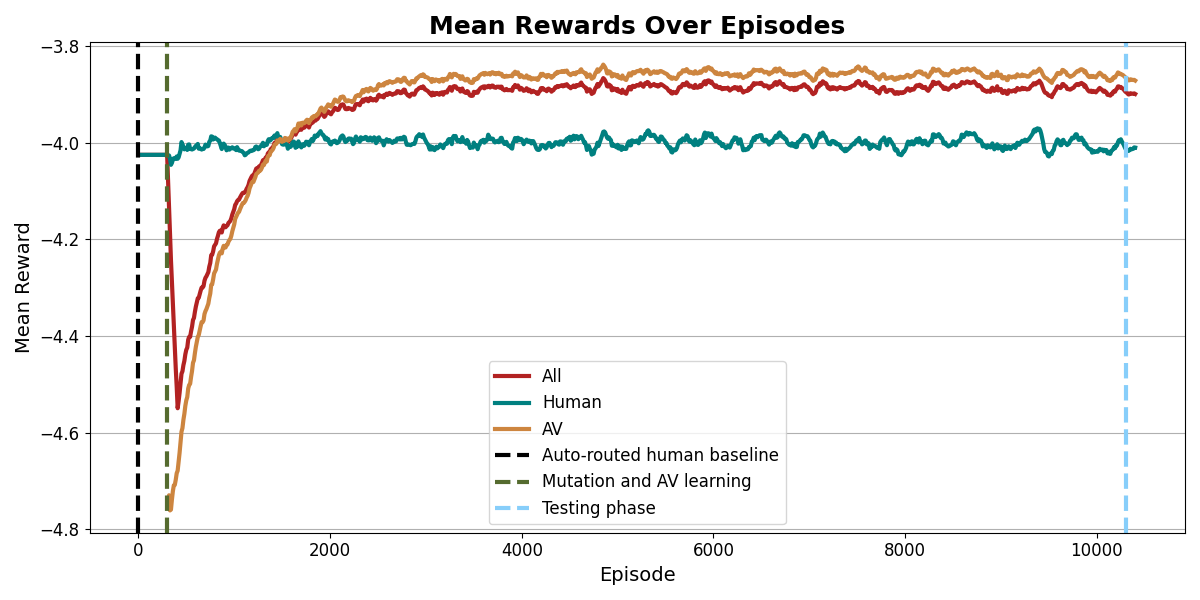 Mean Rewards Over Episodes
Mean Reward
−3.8
−4.0
−4.2
−4.4
−4.6
−4.8
All
Human
AV
Auto-routed human baseline
Mutation and AV learning
Testing phase
0
2000
4000
6000
8000
10000
Episode